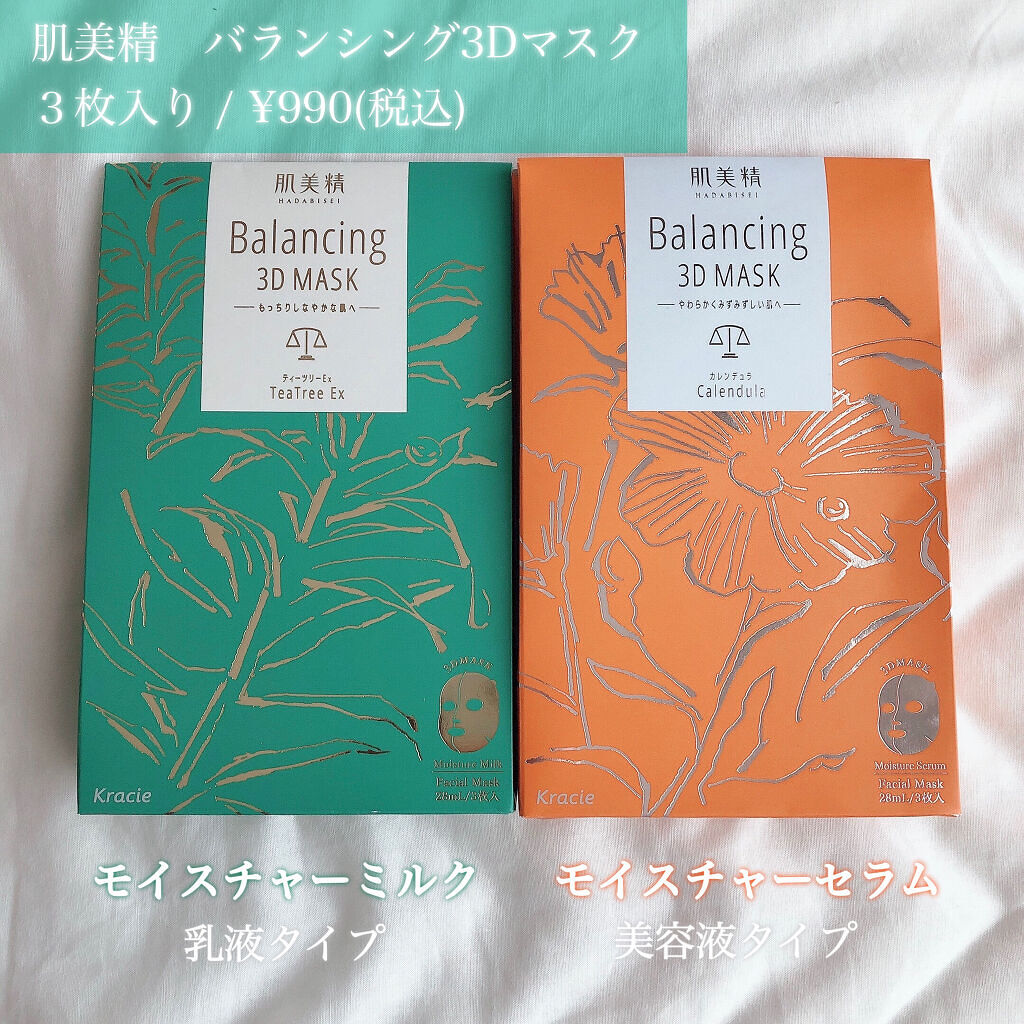 肌美精　バランシング3Dマスク
３枚入り / ¥990(税込)
肌美精
HADABISEI
Balancing
3D MASK
もっちりしなやかな肌へ
ティーツリーEx
TeaTree Ex
3DMASK
Moisture Milk
Facial Mask
28mL/3枚入
Kracie
肌美精
HADABISEI
Balancing
3D MASK
やわらかくみずみずしい肌へ
カレンデュラ
Calendula
3DMASK
Moisture Serum
Facial Mask
28mL/3枚入
Kracie
モイスチャーミルク
乳液タイプ
モイスチャーセラム
美容液タイプ